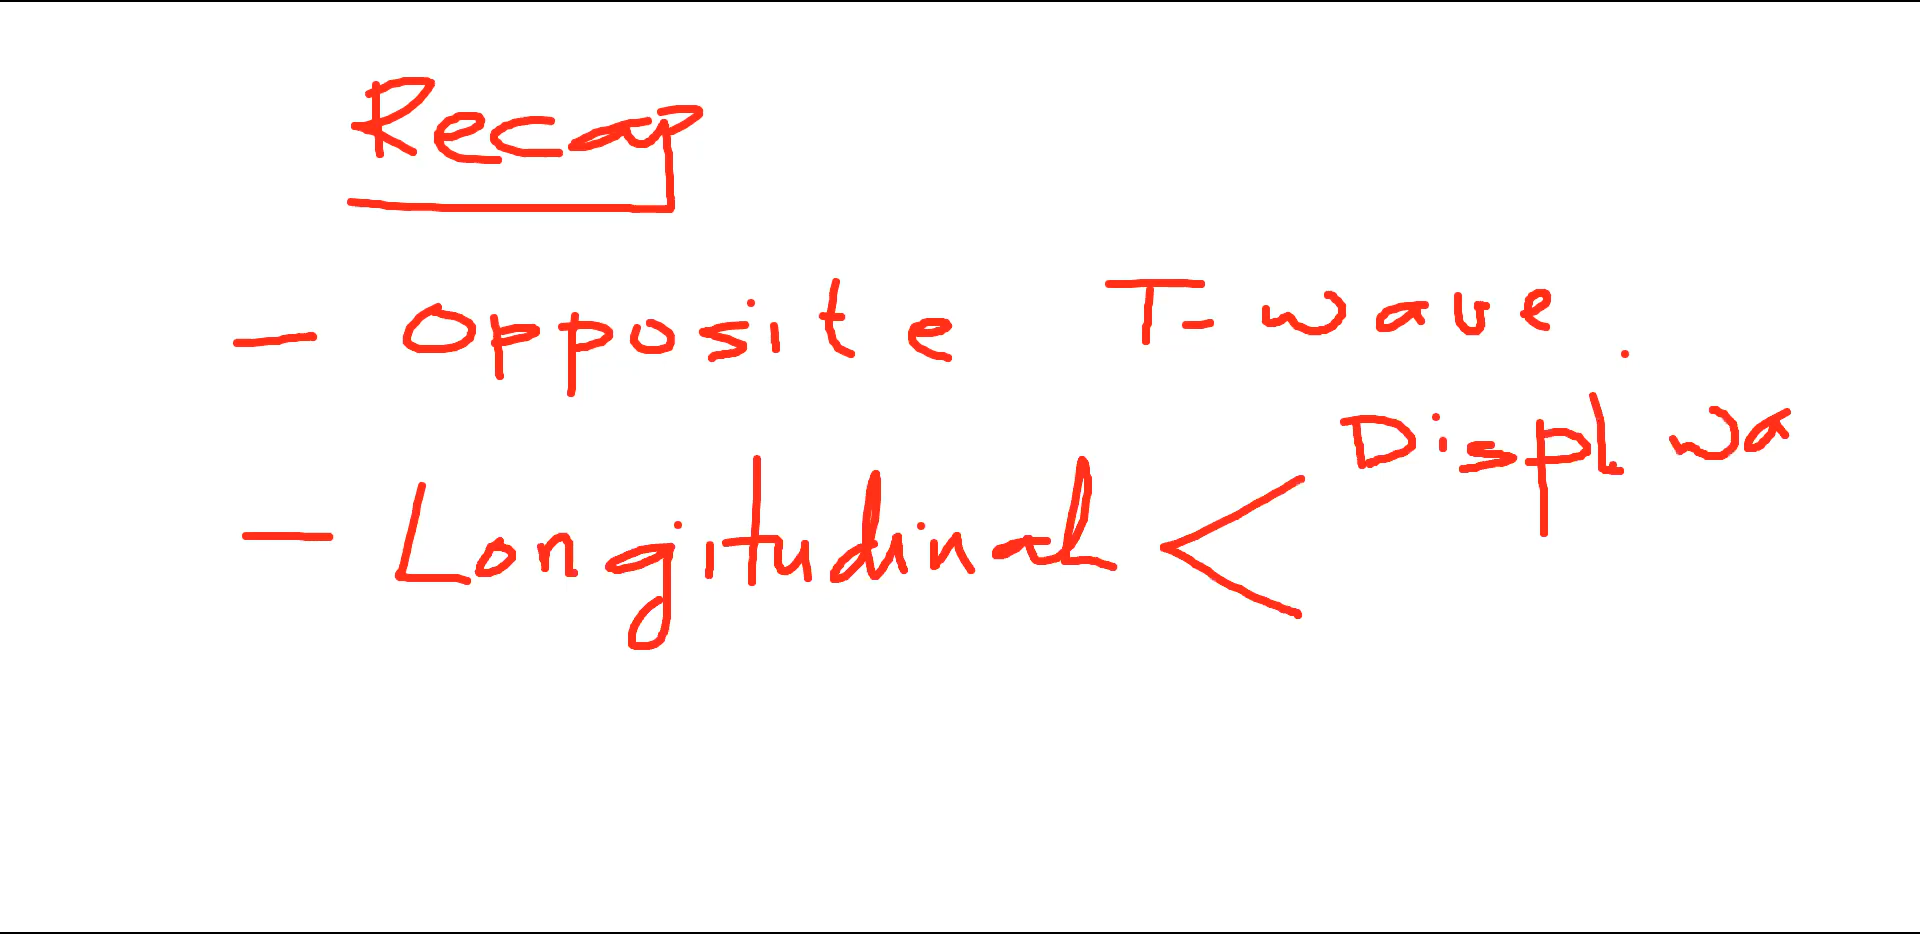 Recap
- Opposite T-wave.
- Longitudinal < Displ. wa